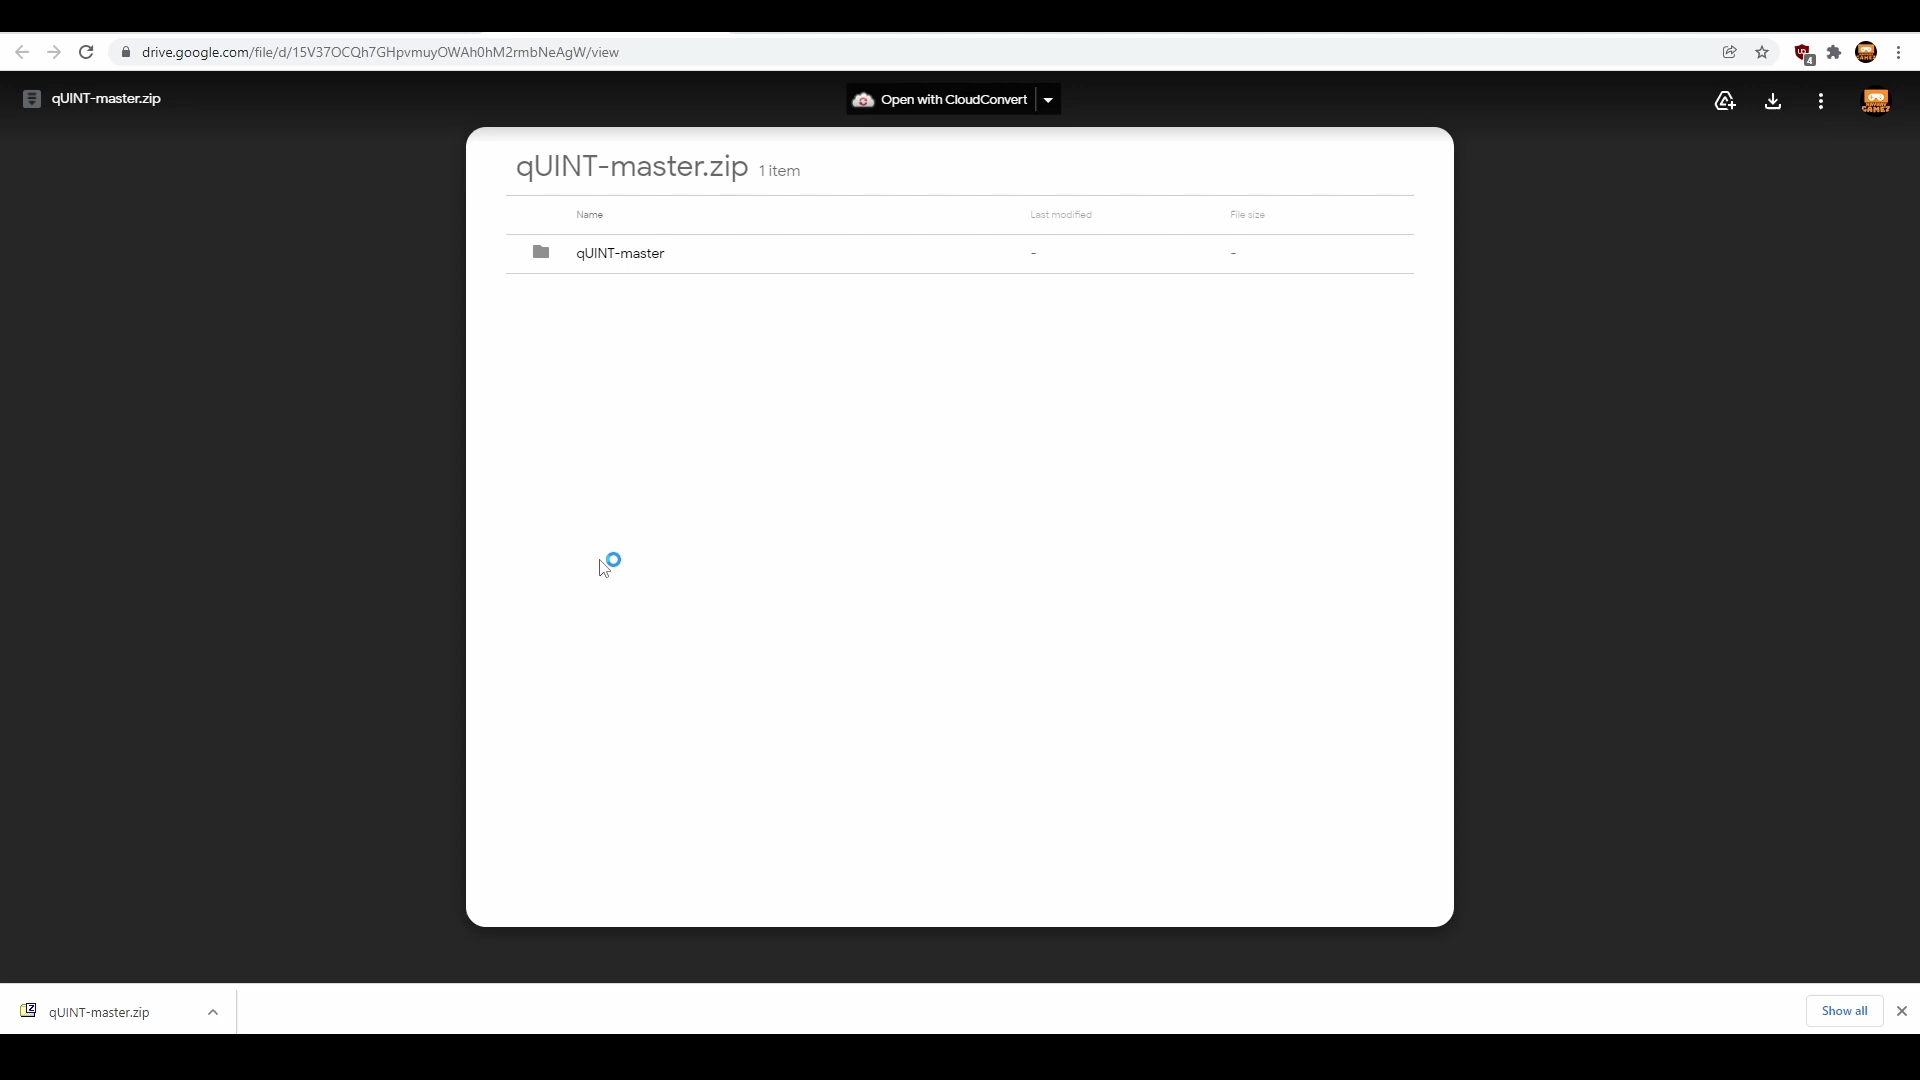 drive.google.com/file/d/15V37OCQh7GHpvmuyOWAh0hM2rmbNeAgW/view
4
qUINT-master.zip
Open with CloudConvert
qUINT-master.zip 1 item
Name Last modified File size
qUINT-master - -
qUINT-master.zip
Show all